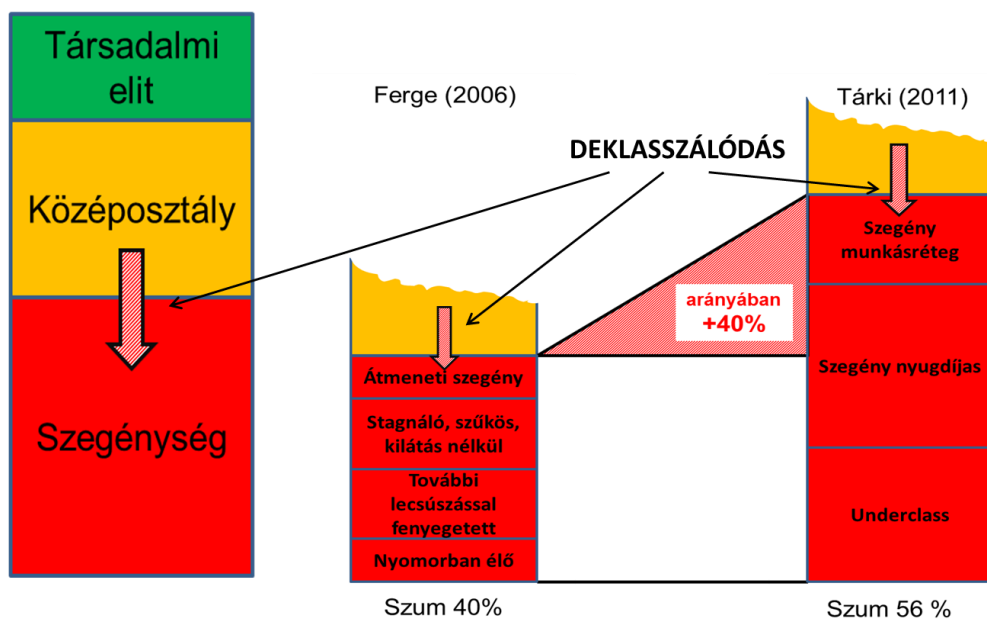 Társadalmi
elit
Középosztály
Szegénység
Ferge (2006)
DEKLASSZÁLÓDÁS
Átmeneti szegény
Stagnáló, szűkös,
kilátás nélkül
További
lecsúszással
fenyegetett
Nyomorban élő
Szum 40%
arányában
+40%
Tárki (2011)
Szegény
munkásréteg
Szegény nyugdíjas
Underclass
Szum 56 %